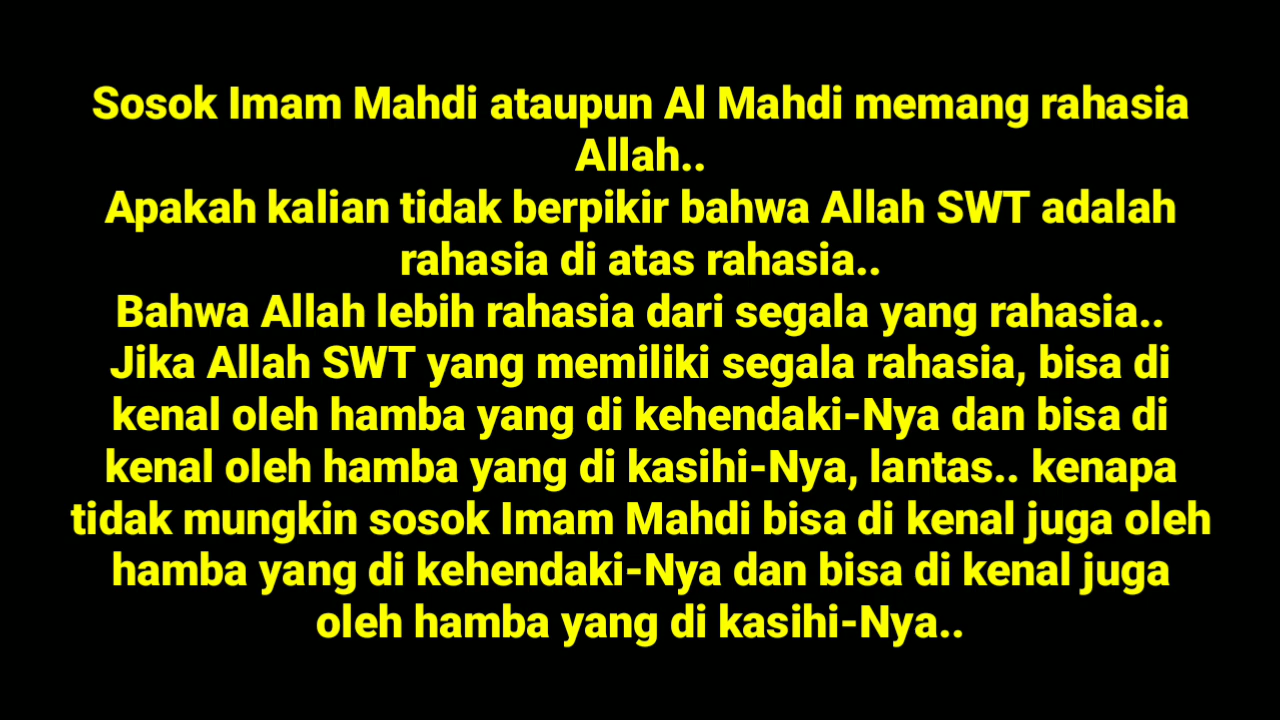 Sosok Imam Mahdi ataupun Al Mahdi memang rahasia
Allah..
Apakah kalian tidak berpikir bahwa Allah SWT adalah
rahasia di atas rahasia..
Bahwa Allah lebih rahasia dari segala yang rahasia..
Jika Allah SWT yang memiliki segala rahasia, bisa di
kenal oleh hamba yang di kehendaki-Nya dan bisa di
kenal oleh hamba yang di kasihi-Nya, lantas.. kenapa
tidak mungkin sosok Imam Mahdi bisa di kenal juga oleh
hamba yang di kehendaki-Nya dan bisa di kenal juga
oleh hamba yang di kasihi-Nya..